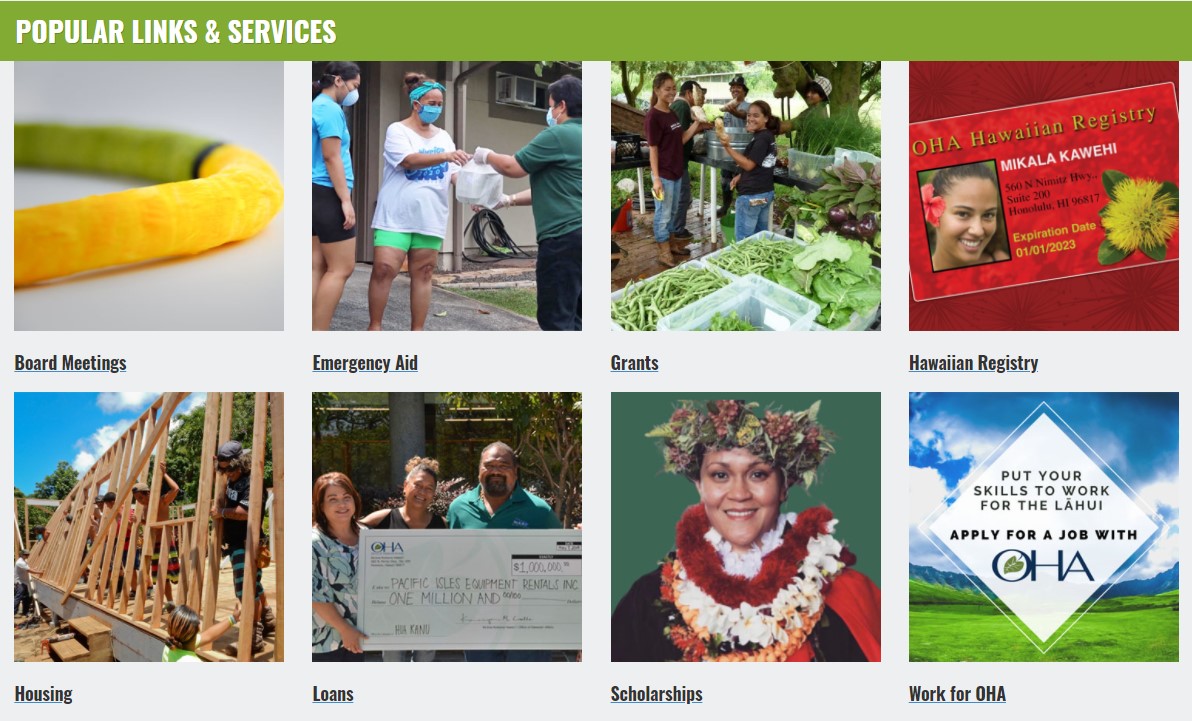 POPULAR LINKS & SERVICES
OHA Hawaiian Registry
MIKALA KAWEHI
560 N Nimitz Hwy.,
Suite 200
Honolulu, HI 96817
Expiration Date
01/01/2023
Board Meetings
Emergency Aid
Grants
Hawaiian Registry
OHA
$1,000,000.
PACIFIC ISLES EQUIPMENT RENTALS INC
ONE MILLION AND 00/100
HUA KANU
PUT YOUR
SKILLS TO WORK
FOR THE LĀHUI
APPLY FOR A JOB WITH
OHA
Housing
Loans
Scholarships
Work for OHA